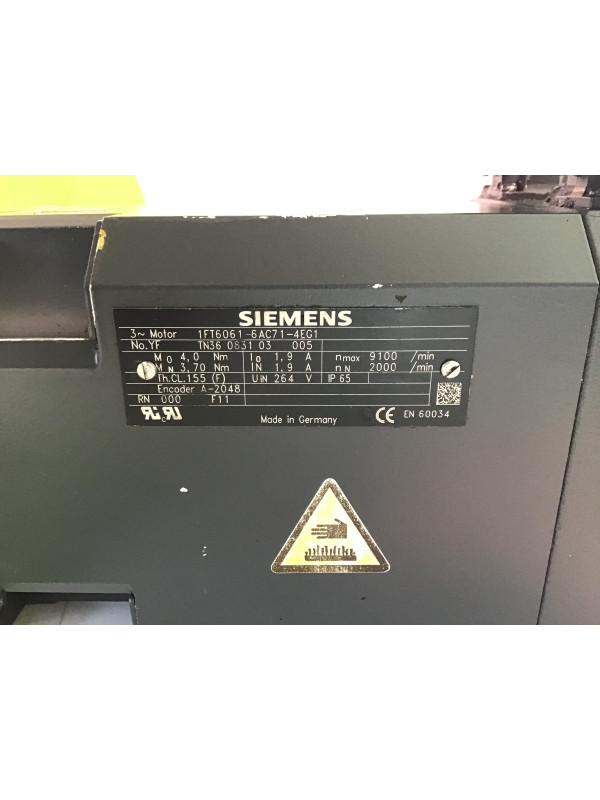 SIEMENS
3~ Motor 1FT6061-6AC71-4EG1
No.YF TN36 0831 03 005
M0 4,0 Nm I0 1,9 A nmax 9100 /min
MN 3,70 Nm IN 1,9 A nN 2000 /min
Th.CL.155 (F) UIN 264 V IP 65
Encoder A-2048
RN 000 F11
Made in Germany CE EN 60034